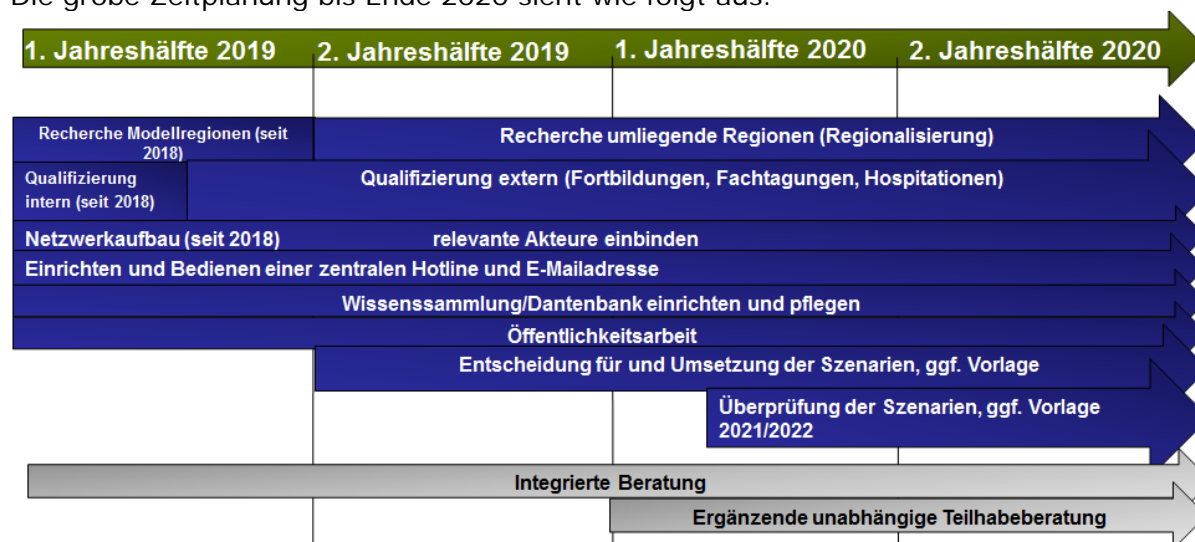 Die grobe Zeitplanung bis Ende 2020 sieht wie folgt aus:
1. Jahreshälfte 2019 2. Jahreshälfte 2019 1. Jahreshälfte 2020 2. Jahreshälfte 2020
Recherche Modellregionen (seit
2018)
Recherche umliegende Regionen (Regionalisierung)
Qualifizierung
intern (seit 2018)
Qualifizierung extern (Fortbildungen, Fachtagungen, Hospitationen)
Netzwerkaufbau (seit 2018) relevante Akteure einbinden
Einrichten und Bedienen einer zentralen Hotline und E-Mailadresse
Wissenssammlung/Dantenbank einrichten und pflegen
Öffentlichkeitsarbeit
Entscheidung für und Umsetzung der Szenarien, ggf. Vorlage
Überprüfung der Szenarien, ggf. Vorlage
2021/2022
Integrierte Beratung
Ergänzende unabhängige Teilhabeberatung